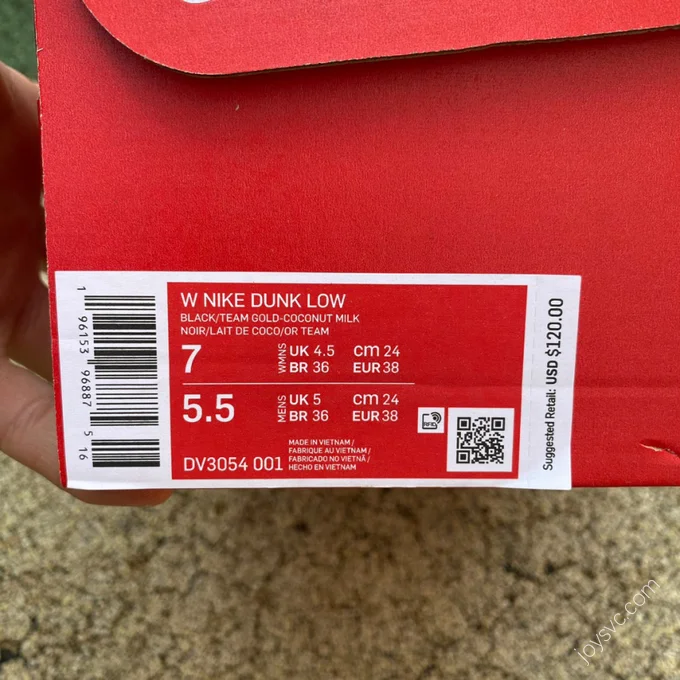 W NIKE DUNK LOW
BLACK/TEAM GOLD-COCONUT MILK
NOIR/LAIT DE COCO/OR TEAM
7 WMNS UK 4.5 cm 24
BR 36 EUR 38
5.5 MENS UK 5 cm 24
BR 36 EUR 38
RFID
DV3054 001
MADE IN VIETNAM /
FABRIQUE AU VIETNAM /
FABRICADO NO VIETNÃ /
HECHO EN VIETNAM
1 96153 96887 5 16
Suggested Retail: USD $120.00
joysvc.com